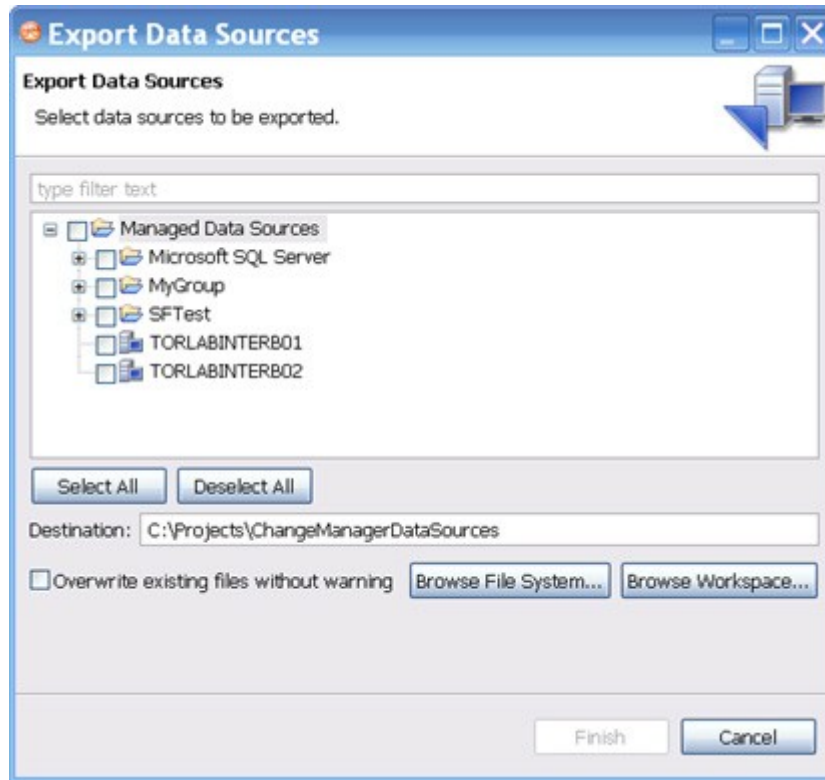 Export Data Sources
Export Data Sources
Select data sources to be exported.
type filter text
Managed Data Sources
Microsoft SQL Server
MyGroup
SFTest
TORLABINTERB01
TORLABINTERB02
Select All Deselect All
Destination: C:\Projects\ChangeManagerDataSources
Overwrite existing files without warning Browse File System... Browse Workspace...
Finish Cancel